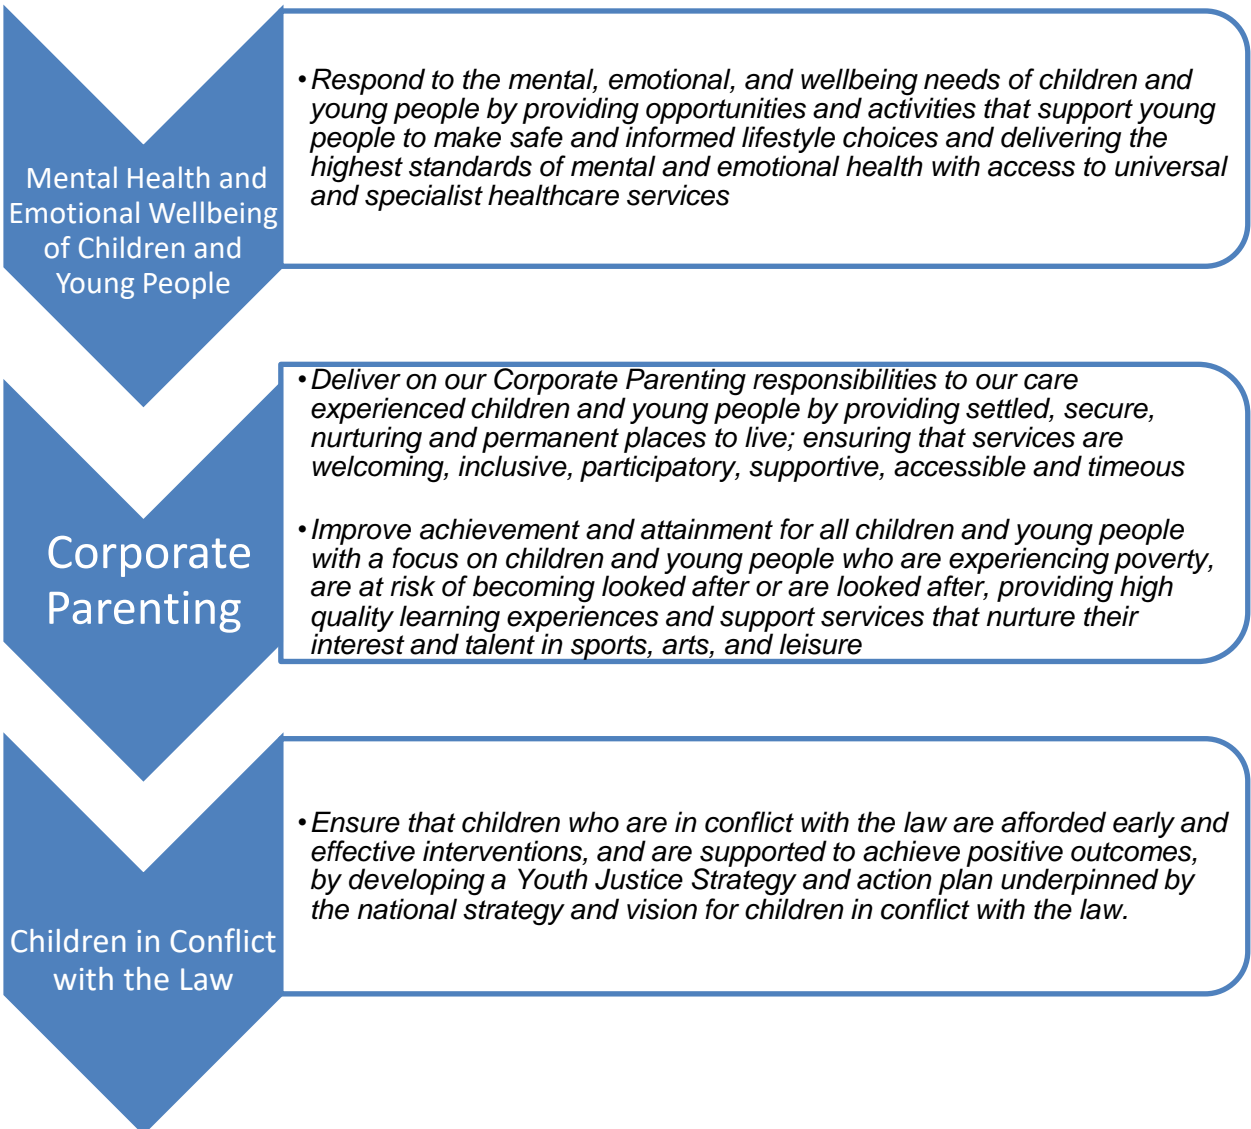 Mental Health and
Emotional Wellbeing
of Children and
Young People
• Respond to the mental, emotional, and wellbeing needs of children and
young people by providing opportunities and activities that support young
people to make safe and informed lifestyle choices and delivering the
highest standards of mental and emotional health with access to universal
and specialist healthcare services
Corporate
Parenting
• Deliver on our Corporate Parenting responsibilities to our care
experienced children and young people by providing settled, secure,
nurturing and permanent places to live; ensuring that services are
welcoming, inclusive, participatory, supportive, accessible and timeous
• Improve achievement and attainment for all children and young people
with a focus on children and young people who are experiencing poverty,
are at risk of becoming looked after or are looked after, providing high
quality learning experiences and support services that nurture their
interest and talent in sports, arts, and leisure
Children in Conflict
with the Law
• Ensure that children who are in conflict with the law are afforded early and
effective interventions, and are supported to achieve positive outcomes,
by developing a Youth Justice Strategy and action plan underpinned by
the national strategy and vision for children in conflict with the law.